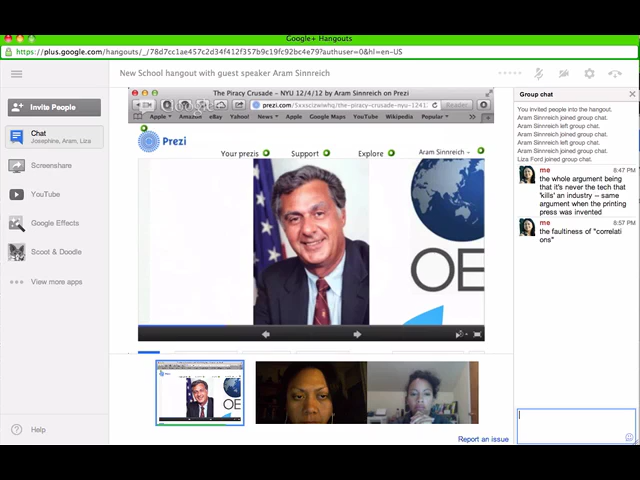 Google+ Hangouts
https://plus.google.com/hangouts/_/78d7cc1ae457c2d34f412f357b9c19fc92bc4e79?authuser=0&hl=en-US
New School hangout with guest speaker Aram Sinnreich
Invite People
Chat
Josephine, Aram, Liza
Screenshare
YouTube
Google Effects
Scoot & Doodle
View more apps
Help
The Piracy Crusade - NYU 12/4/12 by Aram Sinnreich on Prezi
Reader
Apple
Amazon
eBay
Yahoo!
News
Apple
Google Maps
YouTube
Wikipedia
Popular
Prezi
Your prezis
Support
Explore
Aram Sinnreich
OE
Prezi
OE
Report an issue
Group chat
You invited people into the hangout.
Aram Sinnreich joined group chat.
Aram Sinnreich left group chat.
Aram Sinnreich joined group chat.
Aram Sinnreich left group chat.
Aram Sinnreich joined group chat.
Liza Ford joined group chat.
me 8:47 PM
the whole argument being
that it's never the tech that
'kills' an industry -- same
argument when the printing
press was invented
me 8:57 PM
the faultiness of "correlati
ons"